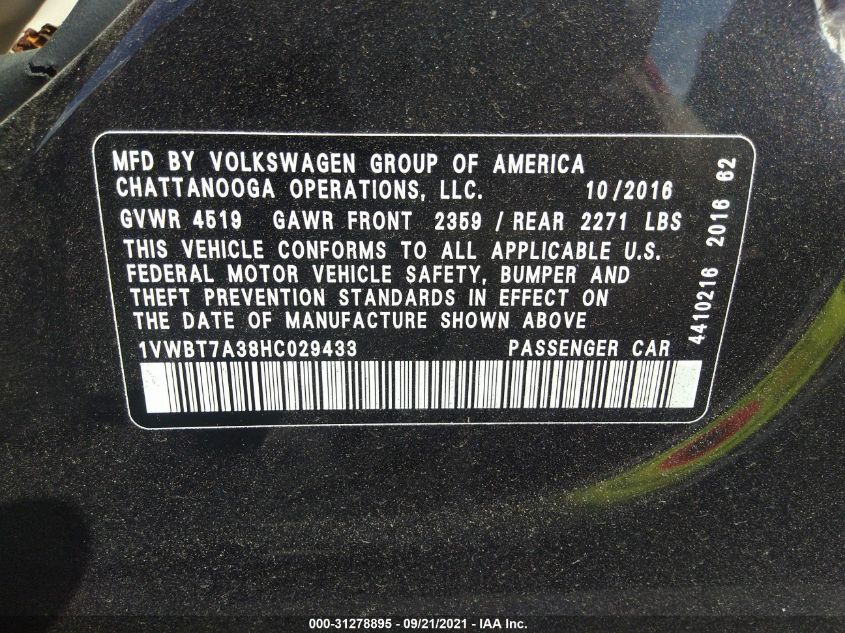 MFD BY VOLKSWAGEN GROUP OF AMERICA
CHATTANOOGA OPERATIONS, LLC. 10/2016
GVWR 4519 GAWR FRONT 2359 / REAR 2271 LBS
THIS VEHICLE CONFORMS TO ALL APPLICABLE U.S.
FEDERAL MOTOR VEHICLE SAFETY, BUMPER AND
THEFT PREVENTION STANDARDS IN EFFECT ON
THE DATE OF MANUFACTURE SHOWN ABOVE
1VWBT7A38HC029433 PASSENGER CAR
4410216 2016 62
000-31278895 - 09/21/2021 - IAA Inc.